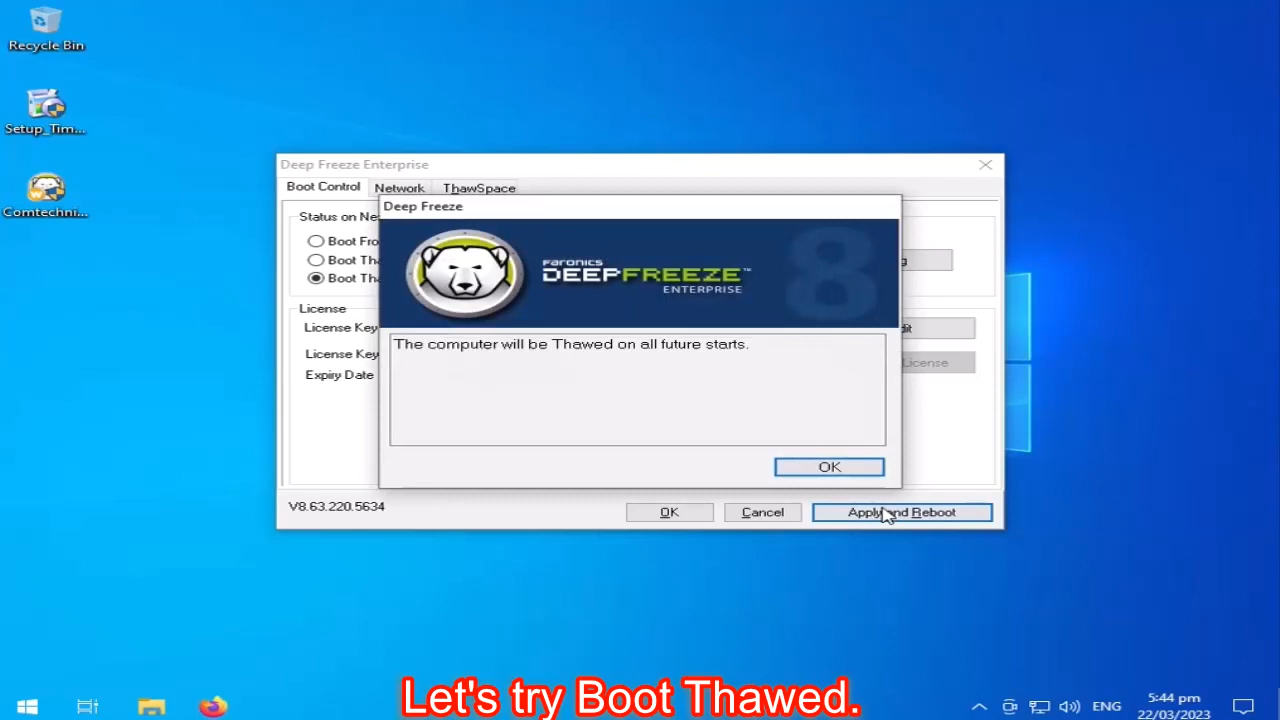 Recycle Bin
Setup_Tim...
Comtechni...
Deep Freeze Enterprise
Boot Control
Network
ThawSpace
Status on Ne
Boot Fro
Boot Tha
Boot Tha
License
License Key
License Key
Expiry Date
License
Deep Freeze
FARONICS
DEEPFREEZE™
ENTERPRISE
8
The computer will be Thawed on all future starts.
OK
V8.63.220.5634
OK
Cancel
Apply and Reboot
Let's try Boot Thawed.
ENG
5:44 pm
22/03/2023